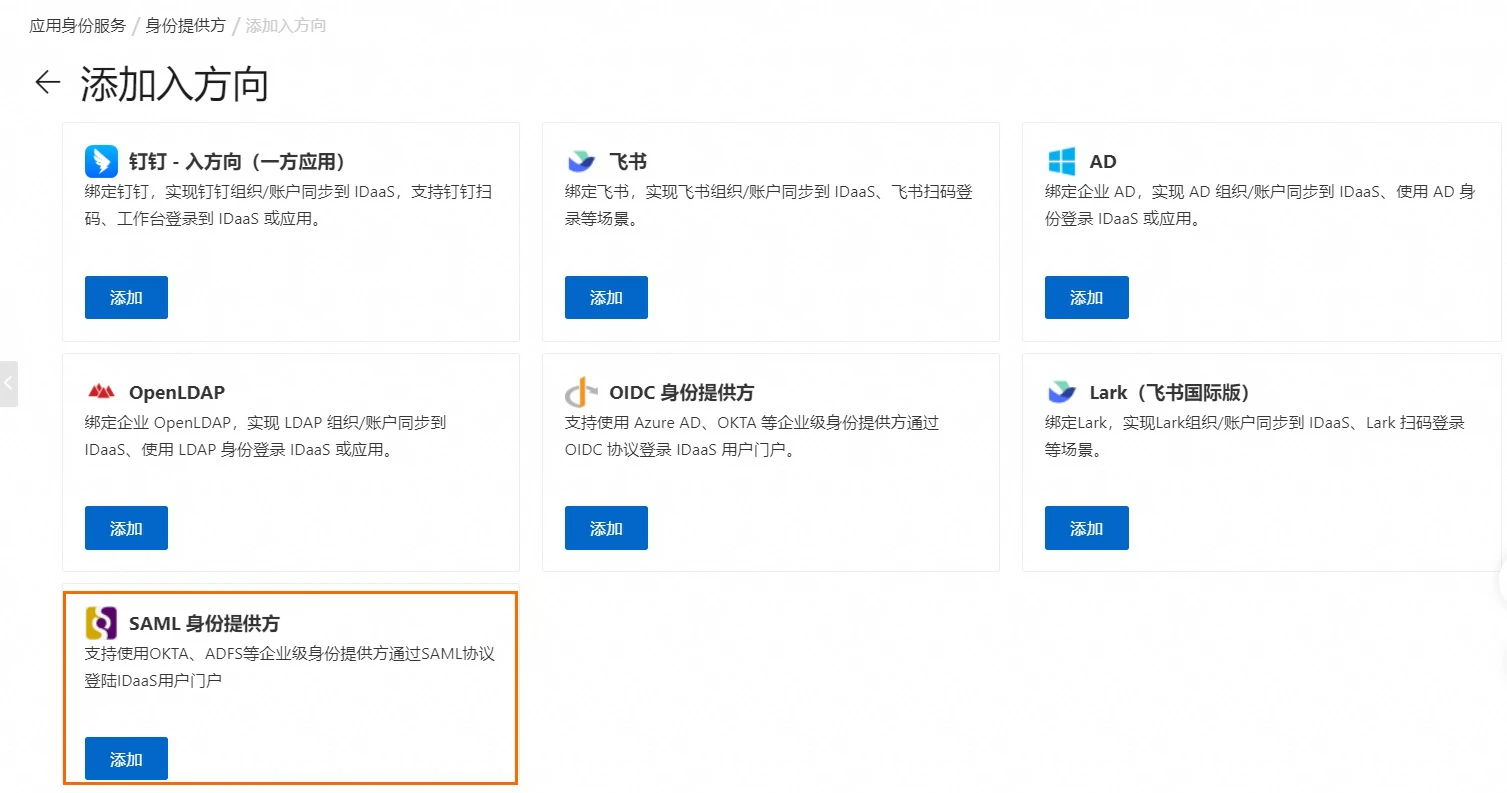 应用身份服务 / 身份提供方 / 添加入方向
添加入方向
钉钉 - 入方向（一方应用）
绑定钉钉，实现钉钉组织/账户同步到 IDaaS，支持钉钉扫
码、工作台登录到 IDaaS 或应用。
添加
飞书
绑定飞书，实现飞书组织/账户同步到 IDaaS、飞书扫码登
录等场景。
添加
AD
绑定企业 AD，实现 AD 组织/账户同步到 IDaaS、使用 AD 身
份登录 IDaaS 或应用。
添加
OpenLDAP
绑定企业 OpenLDAP，实现 LDAP 组织/账户同步到
IDaaS、使用 LDAP 身份登录 IDaaS 或应用。
添加
OIDC 身份提供方
支持使用 Azure AD、OKTA 等企业级身份提供方通过
OIDC 协议登录 IDaaS 用户门户。
添加
Lark（飞书国际版）
绑定Lark，实现Lark组织/账户同步到 IDaaS、Lark 扫码登录
等场景。
添加
SAML 身份提供方
支持使用OKTA、ADFS等企业级身份提供方通过SAML协议
登陆IDaaS用户门户
添加